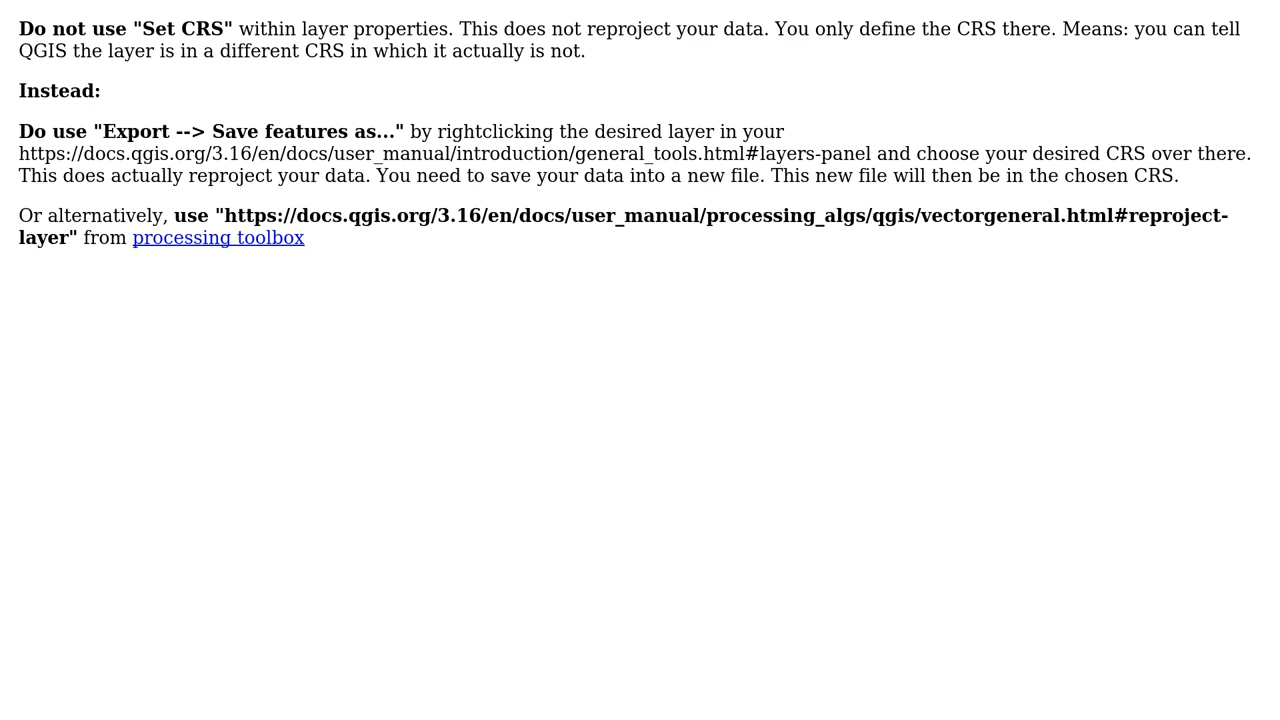 Do not use "Set CRS" within layer properties. This does not reproject your data. You only define the CRS there. Means: you can tell
QGIS the layer is in a different CRS in which it actually is not.
Instead:
Do use "Export --> Save features as..." by rightclicking the desired layer in your
https://docs.qgis.org/3.16/en/docs/user_manual/introduction/general_tools.html#layers-panel and choose your desired CRS over there.
This does actually reproject your data. You need to save your data into a new file. This new file will then be in the chosen CRS.
Or alternatively, use "https://docs.qgis.org/3.16/en/docs/user_manual/processing_algs/qgis/vectorgeneral.html#reproject-
layer" from processing toolbox